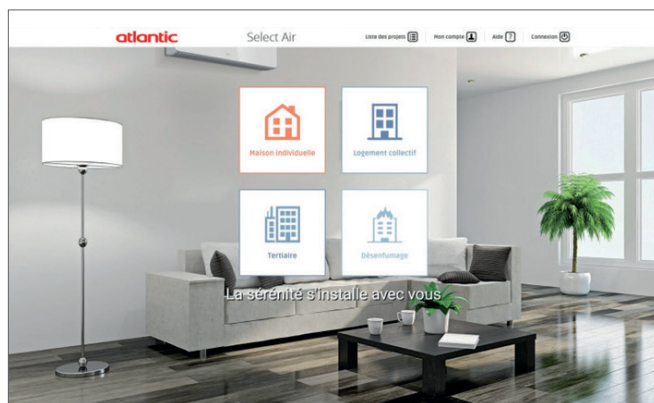 atlantic
Select Air
Liste des projets
Mon compte
Aide ?
Connexion
Maison individuelle
Logement collectif
Tertiaire
Désenfumage
La sérénité s'installe avec vous